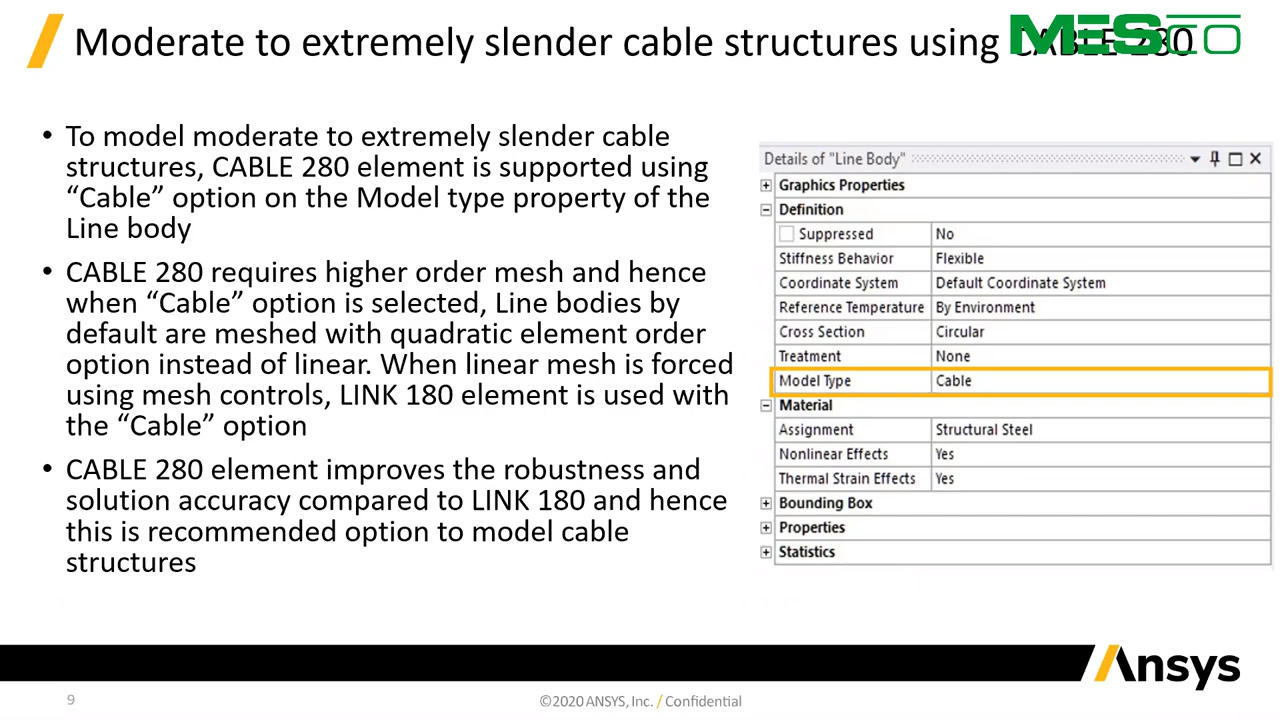 Moderate to extremely slender cable structures using CABLE 280
MESCO
• To model moderate to extremely slender cable
structures, CABLE 280 element is supported using
“Cable” option on the Model type property of the
Line body
• CABLE 280 requires higher order mesh and hence
when “Cable” option is selected, Line bodies by
default are meshed with quadratic element order
option instead of linear. When linear mesh is forced
using mesh controls, LINK 180 element is used with
the “Cable” option
• CABLE 280 element improves the robustness and
solution accuracy compared to LINK 180 and hence
this is recommended option to model cable
structures
Details of "Line Body"
Graphics Properties
Definition
Suppressed No
Stiffness Behavior Flexible
Coordinate System Default Coordinate System
Reference Temperature By Environment
Cross Section Circular
Treatment None
Model Type Cable
Material
Assignment Structural Steel
Nonlinear Effects Yes
Thermal Strain Effects Yes
Bounding Box
Properties
Statistics
Ansys
9
©2020 ANSYS, Inc. / Confidential